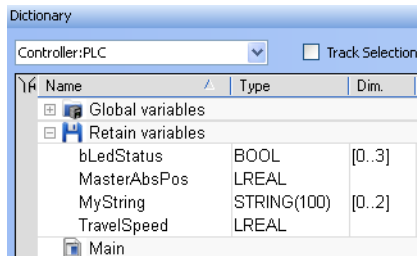 Dictionary
Controller:PLC Track Selection
Name Type Dim.
Global variables
Retain variables
bLedStatus BOOL [0..3]
MasterAbsPos LREAL
MyString STRING(100) [0..2]
TravelSpeed LREAL
Main